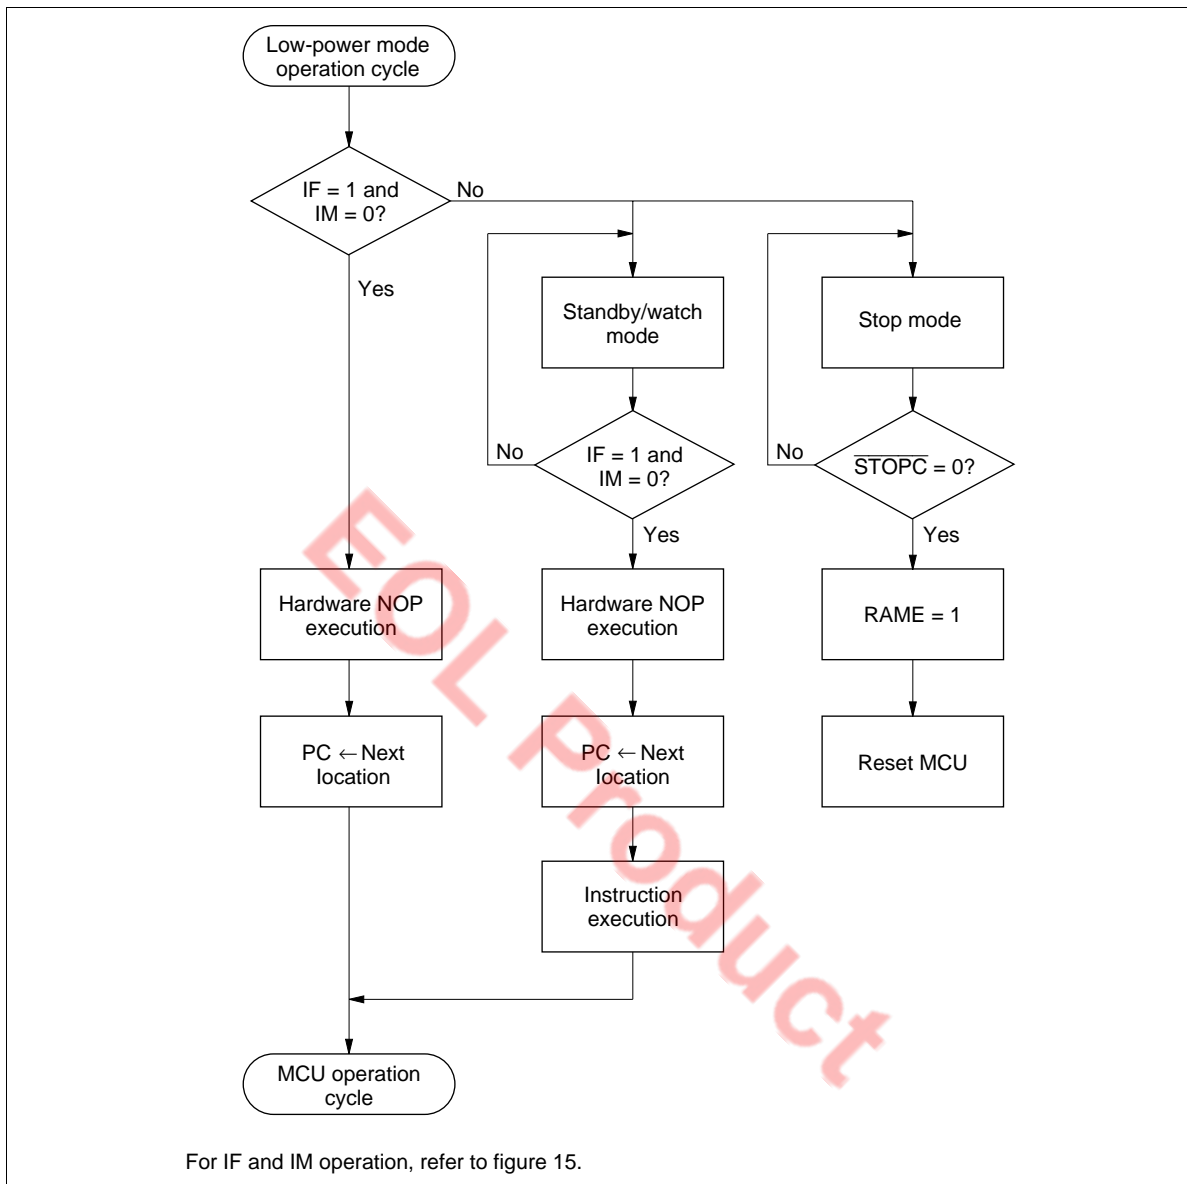 Low-power mode
operation cycle
IF = 1 and
IM = 0?
No
Yes
Standby/watch
mode
Stop mode
No
IF = 1 and
IM = 0?
No
STOPC = 0?
Yes
Yes
Hardware NOP
execution
Hardware NOP
execution
RAME = 1
PC ← Next
location
PC ← Next
location
Reset MCU
Instruction
execution
MCU operation
cycle
For IF and IM operation, refer to figure 15.
EOL Product